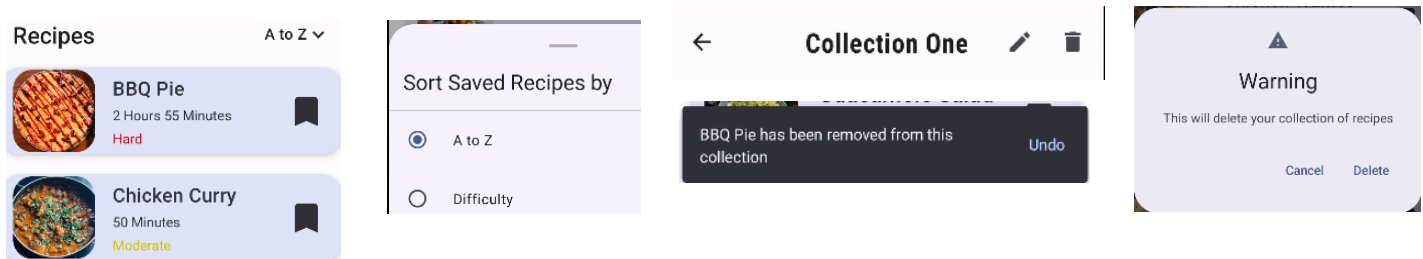 Recipes
A to Z
BBQ Pie
2 Hours 55 Minutes
Hard
Chicken Curry
50 Minutes
Moderate
Sort Saved Recipes by
A to Z
Difficulty
Collection One
BBQ Pie has been removed from this
collection
Undo
Warning
This will delete your collection of recipes
Cancel
Delete